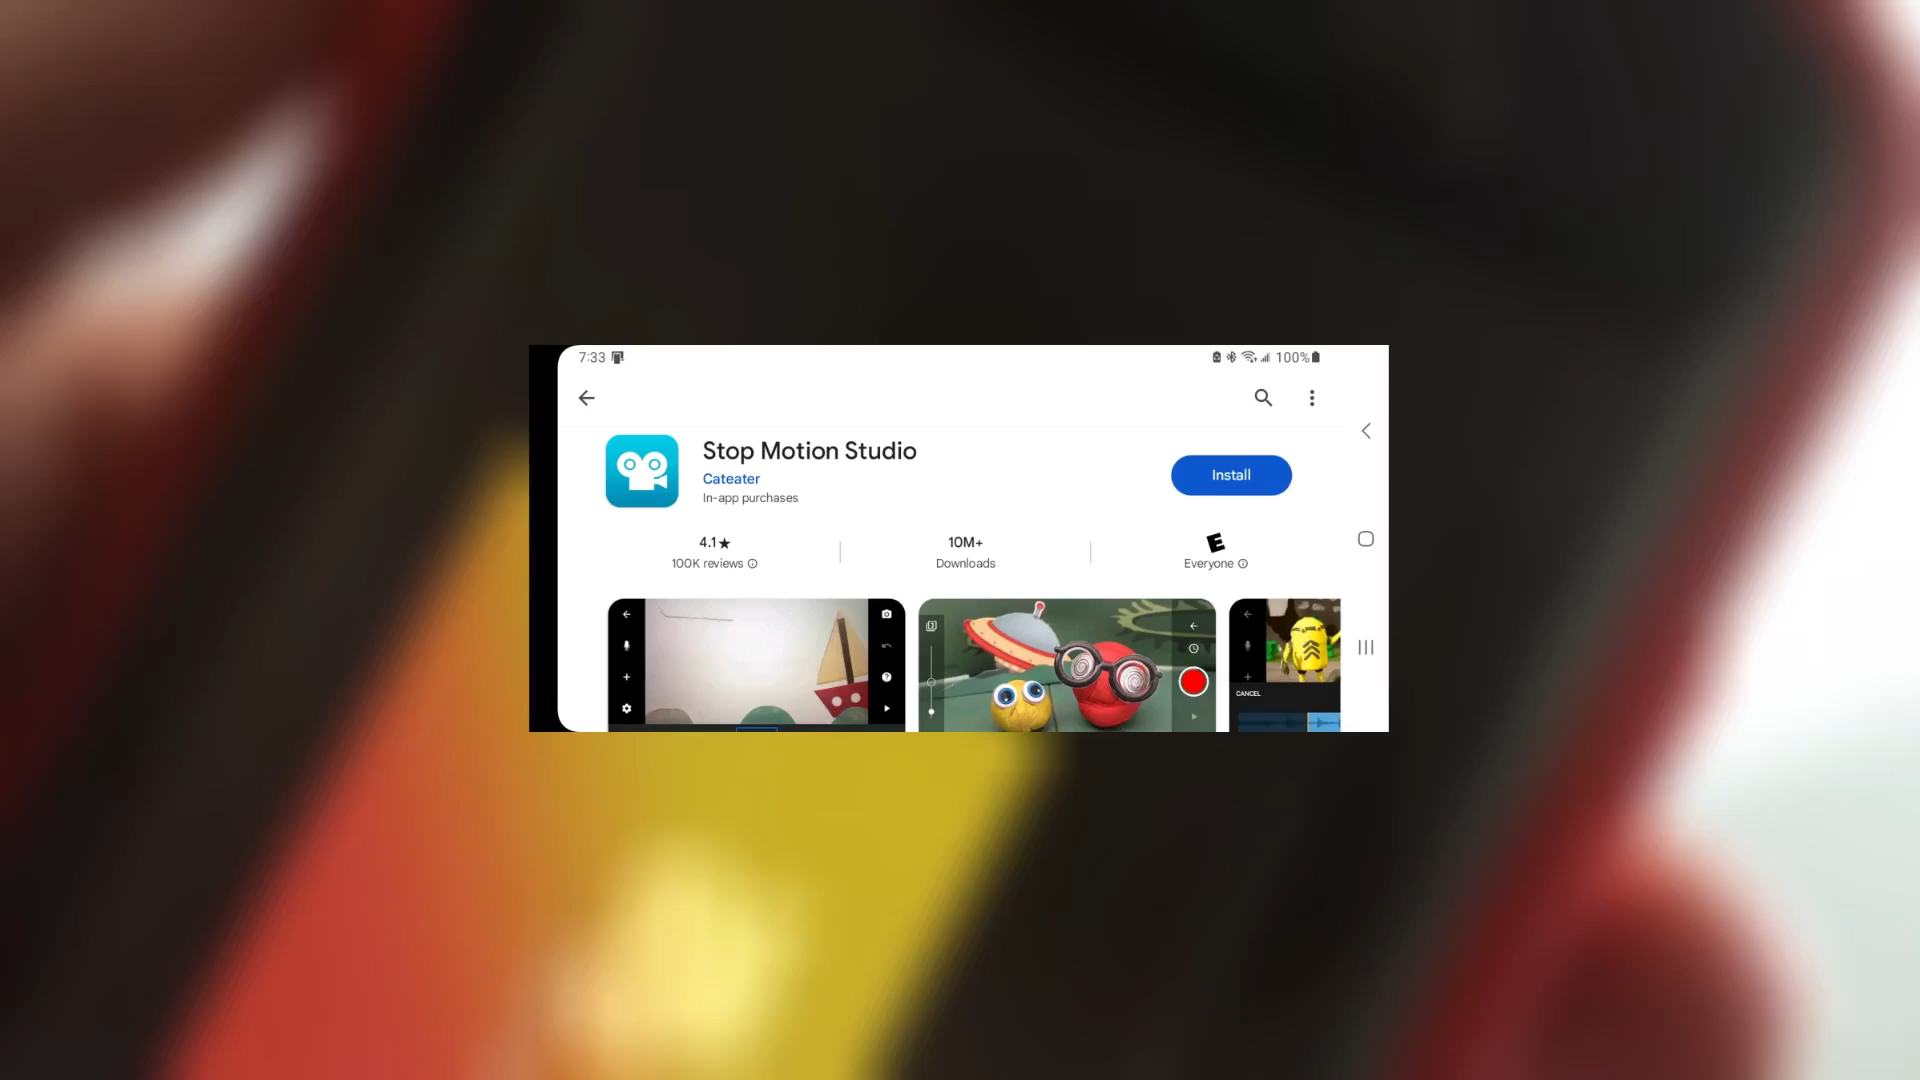 7:33
100%
Stop Motion Studio
Cateater
In-app purchases
Install
4.1★
100K reviews
10M+
Downloads
E
Everyone
CANCEL